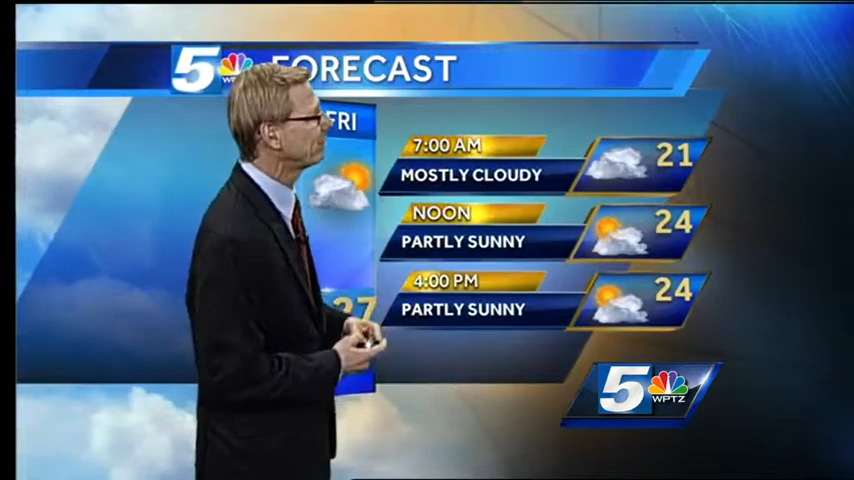 5 FORECAST
FRI
27
7:00 AM
MOSTLY CLOUDY
21
NOON
PARTLY SUNNY
24
4:00 PM
PARTLY SUNNY
24
5 WPTZ